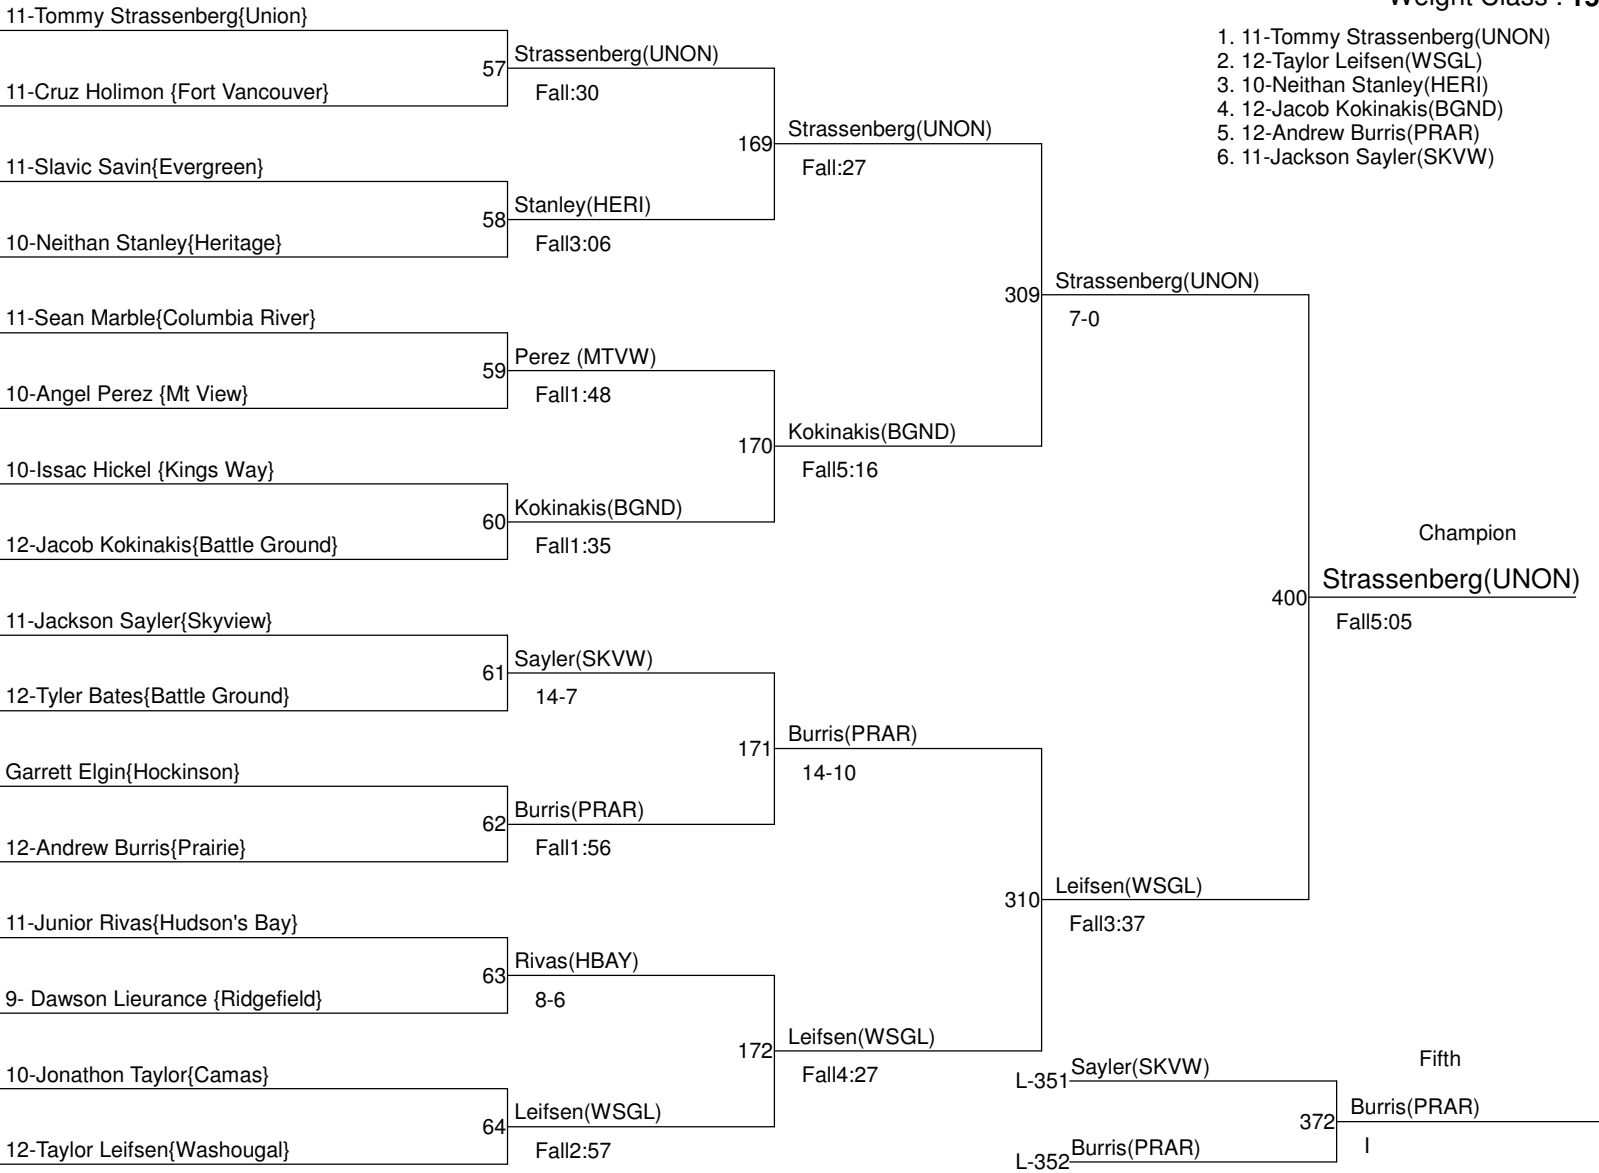 11-Tommy Strassenberg{Union}
57
Strassenberg(UNON)
Fall:30
11-Cruz Holimon {Fort Vancouver}
169
Strassenberg(UNON)
Fall:27
11-Slavic Savin{Evergreen}
58
Stanley(HERI)
Fall3:06
10-Neithan Stanley{Heritage}
309
Strassenberg(UNON)
7-0
11-Sean Marble{Columbia River}
59
Perez (MTVW)
Fall1:48
10-Angel Perez {Mt View}
170
Kokinakis(BGND)
Fall5:16
10-Issac Hickel {Kings Way}
60
Kokinakis(BGND)
Fall1:35
12-Jacob Kokinakis{Battle Ground}
Champion
400
Strassenberg(UNON)
Fall5:05
11-Jackson Sayler{Skyview}
61
Sayler(SKVW)
14-7
12-Tyler Bates{Battle Ground}
171
Burris(PRAR)
14-10
Garrett Elgin{Hockinson}
62
Burris(PRAR)
Fall1:56
12-Andrew Burris{Prairie}
310
Leifsen(WSGL)
Fall3:37
11-Junior Rivas{Hudson's Bay}
63
Rivas(HBAY)
8-6
9- Dawson Lieurance {Ridgefield}
172
Leifsen(WSGL)
Fall4:27
10-Jonathon Taylor{Camas}
64
Leifsen(WSGL)
Fall2:57
12-Taylor Leifsen{Washougal}
1. 11-Tommy Strassenberg(UNON)
2. 12-Taylor Leifsen(WSGL)
3. 10-Neithan Stanley(HERI)
4. 12-Jacob Kokinakis(BGND)
5. 12-Andrew Burris(PRAR)
6. 11-Jackson Sayler(SKVW)
Fifth
L-351
Sayler(SKVW)
372
Burris(PRAR)
I
L-352
Burris(PRAR)